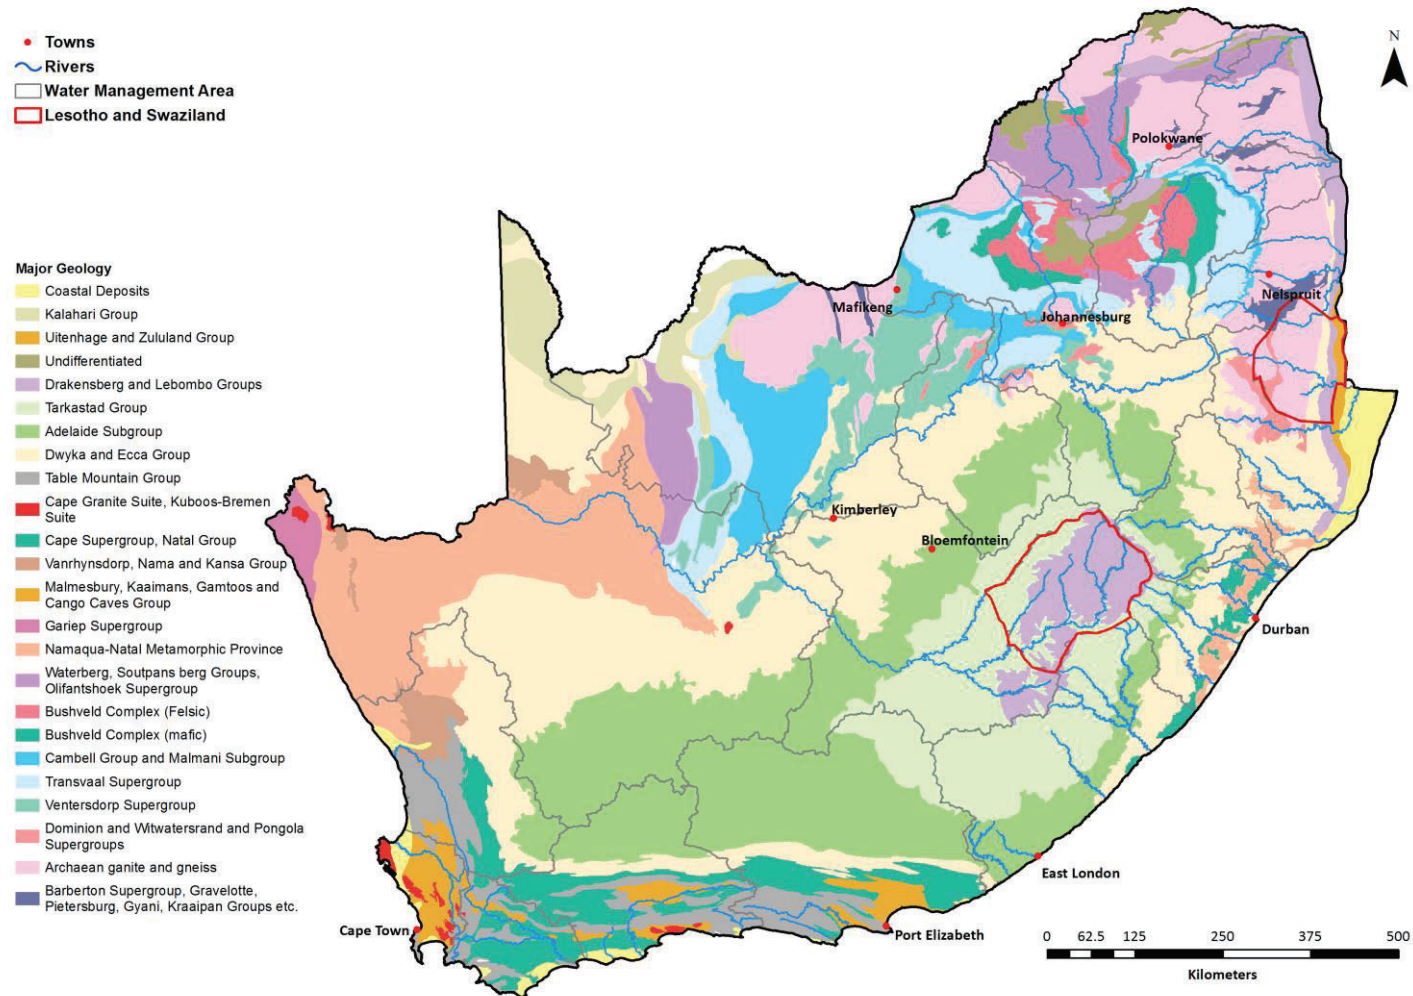 Towns
Rivers
Water Management Area
Lesotho and Swaziland
Major Geology
Coastal Deposits
Kalahari Group
Uitenhage and Zululand Group
Undifferentiated
Drakensberg and Lebombo Groups
Tarkastad Group
Adelaide Subgroup
Dwyka and Ecca Group
Table Mountain Group
Cape Granite Suite, Kuboos-Bremen
Suite
Cape Supergroup, Natal Group
Vanrhynsdorp, Nama and Kansa Group
Malmesbury, Kaaimans, Gamtoos and
Cango Caves Group
Gariep Supergroup
Namaqua-Natal Metamorphic Province
Waterberg, Soutpans berg Groups,
Olifantshoek Supergroup
Bushveld Complex (Felsic)
Bushveld Complex (mafic)
Cambell Group and Malmani Subgroup
Transvaal Supergroup
Ventersdorp Supergroup
Dominion and Witwatersrand and Pongola
Supergroups
Archaean ganite and gneiss
Barberton Supergroup, Gravelotte,
Pietersburg, Gyani, Kraaipan Groups etc.
N
Polokwane
Nelspruit
Mafikeng
Johannesburg
Kimberley
Bloemfontein
Durban
East London
Cape Town
Port Elizabeth
0 62.5 125 250 375 500
Kilometers